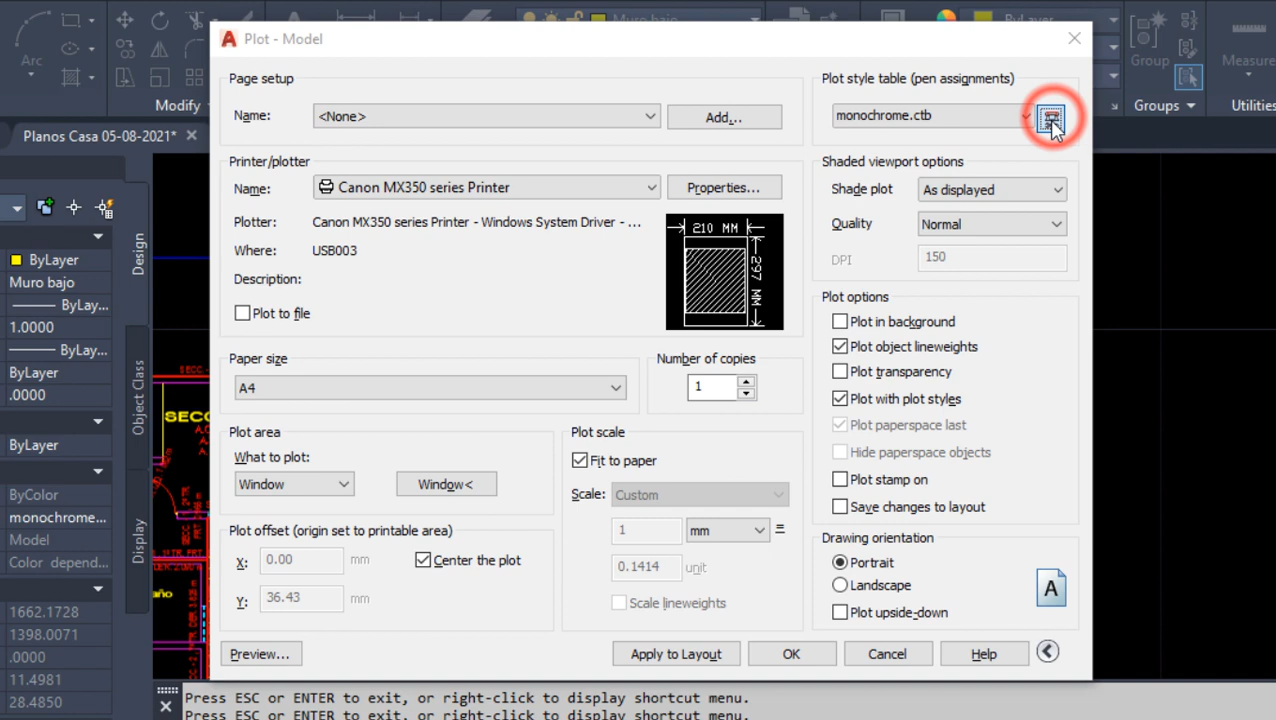 Muro bajo
ByLayer
Arc
Modify
Group
Measure
Groups
Utilities
Planos Casa 05-08-2021*
Plot - Model
Page setup
Name:
<None>
Add...
Plot style table (pen assignments)
monochrome.ctb
Printer/plotter
Name:
Canon MX350 series Printer
Properties...
Plotter:
Canon MX350 series Printer - Windows System Driver - ...
Where:
USB003
Description:
Plot to file
210 MM
297 MM
Shaded viewport options
Shade plot
As displayed
Quality
Normal
DPI
150
Paper size
A4
Number of copies
1
Plot options
Plot in background
Plot object lineweights
Plot transparency
Plot with plot styles
Plot paperspace last
Hide paperspace objects
Plot stamp on
Save changes to layout
Plot area
What to plot:
Window
Window<
Plot scale
Fit to paper
Scale:
Custom
1
mm
=
0.1414
unit
Scale lineweights
Plot offset (origin set to printable area)
X:
0.00
mm
Center the plot
Y:
36.43
mm
Drawing orientation
Portrait
Landscape
Plot upside-down
A
Preview...
Apply to Layout
OK
Cancel
Help
ByLayer
Muro bajo
ByLay...
1.0000
ByLay...
ByLayer
.0000
ByLayer
ByColor
monochrome...
Model
Color depend...
1662.1728
1398.0071
.0000
11.4981
28.4850
Design
Object Class
Display
SECC
Press ESC or ENTER to exit, or right-click to display shortcut menu.
Press ESC or ENTER to exit, or right-click to display shortcut menu.